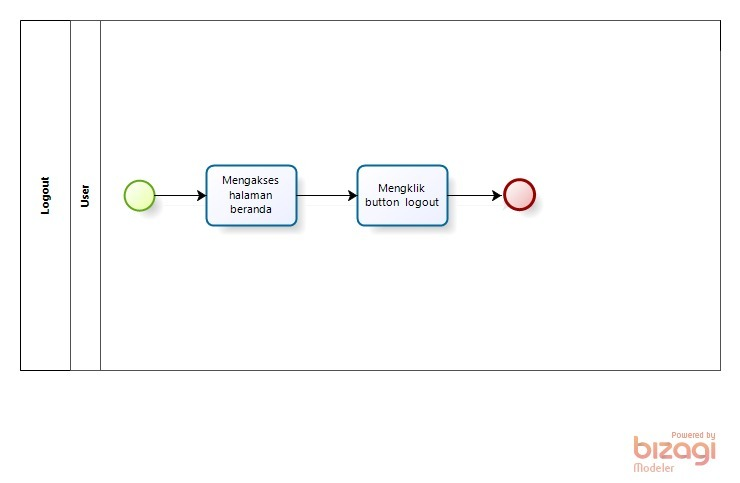 Logout
User
Mengakses
halaman
beranda
Mengklik
button logout
Powered by
bizagi
Modeler